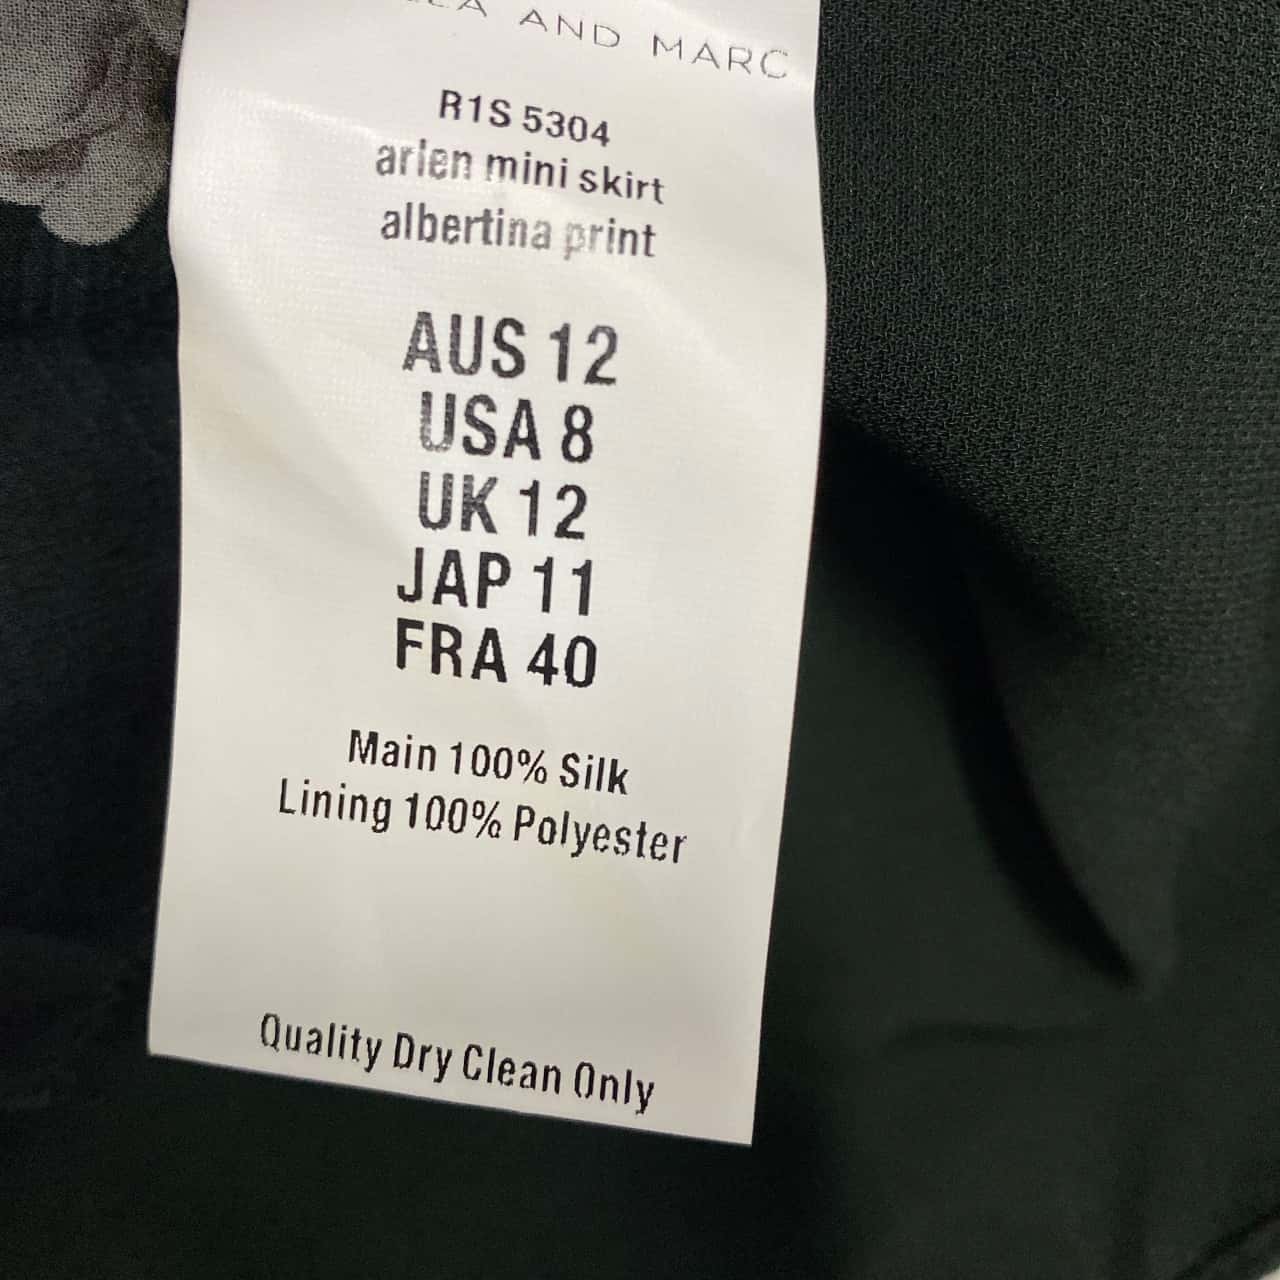 AND MARC
R1S 5304
arlen mini skirt
albertina print
AUS 12
USA 8
UK 12
JAP 11
FRA 40
Main 100% Silk
Lining 100% Polyester
Quality Dry Clean Only